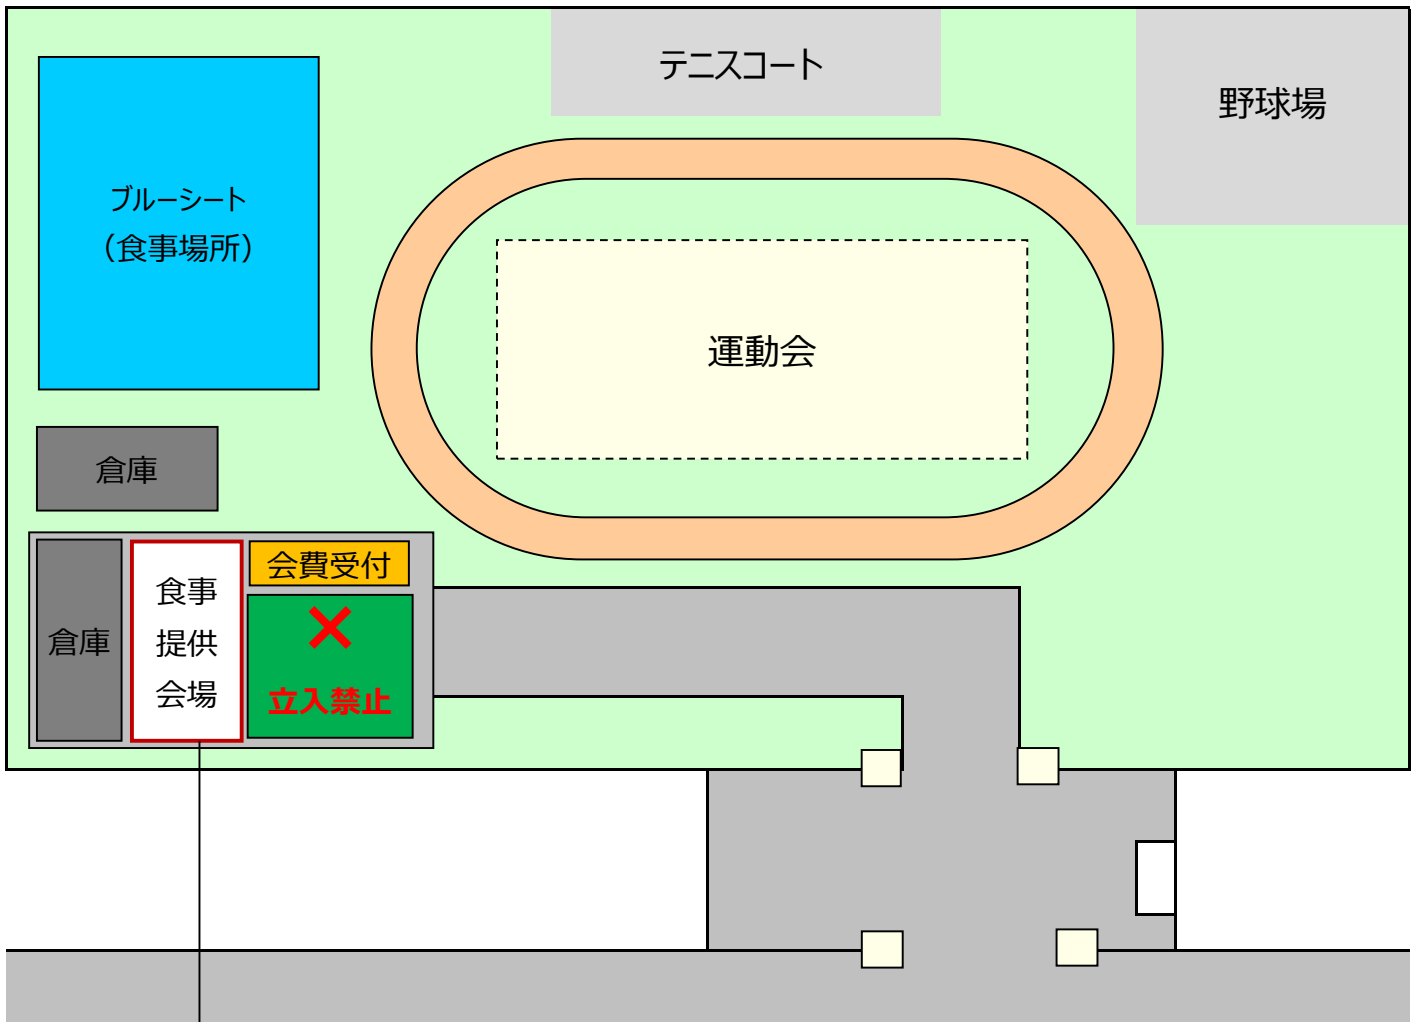 テニスコート
野球場
ブルーシート
（食事場所）
運動会
倉庫
倉庫
食事
提供
会場
会費受付
立入禁止